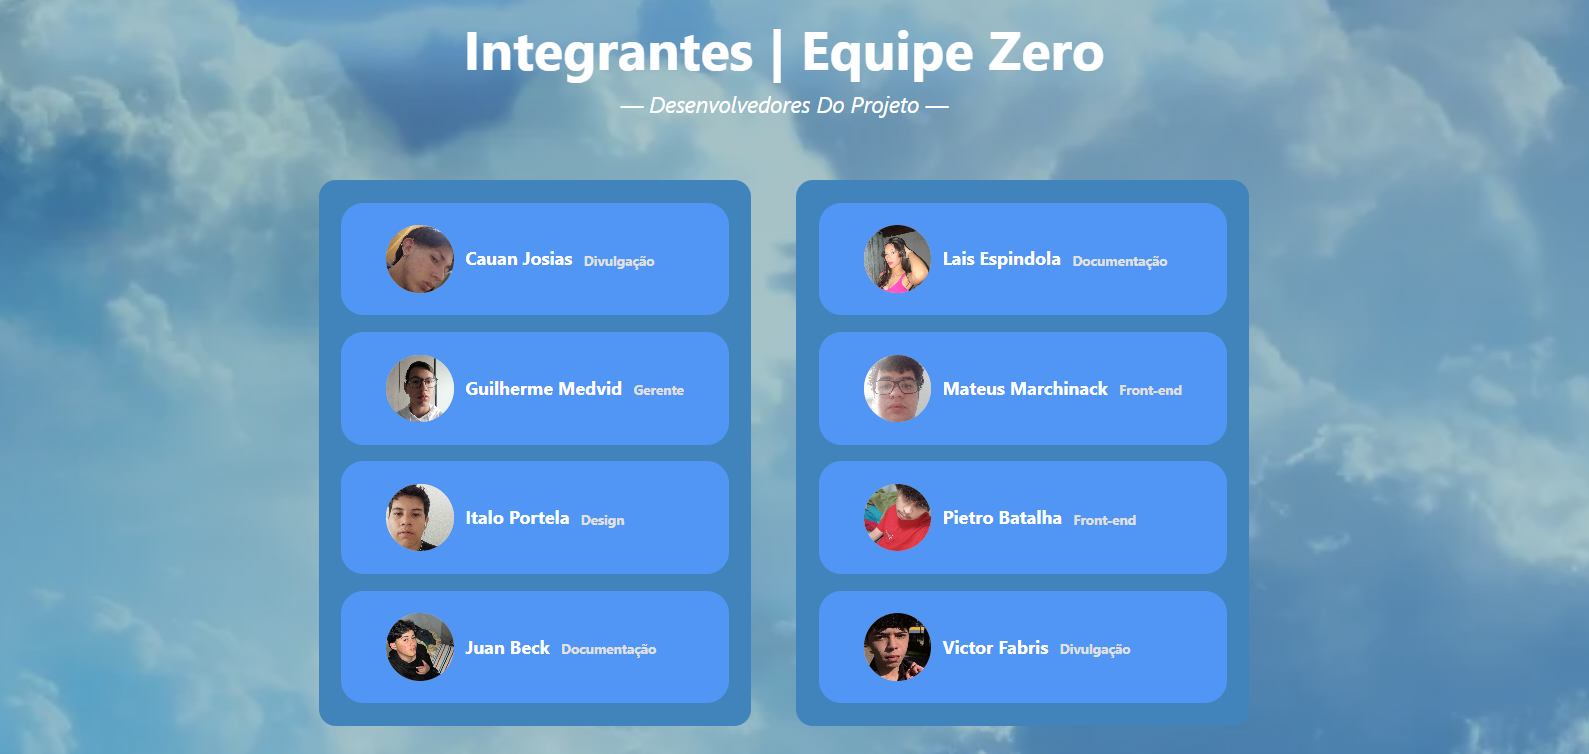 Integrantes | Equipe Zero
— Desenvolvedores Do Projeto —
Cauan Josias Divulgação
Guilherme Medvid Gerente
Italo Portela Design
Juan Beck Documentação
Lais Espindola Documentação
Mateus Marchinack Front-end
Pietro Batalha Front-end
Victor Fabris Divulgação